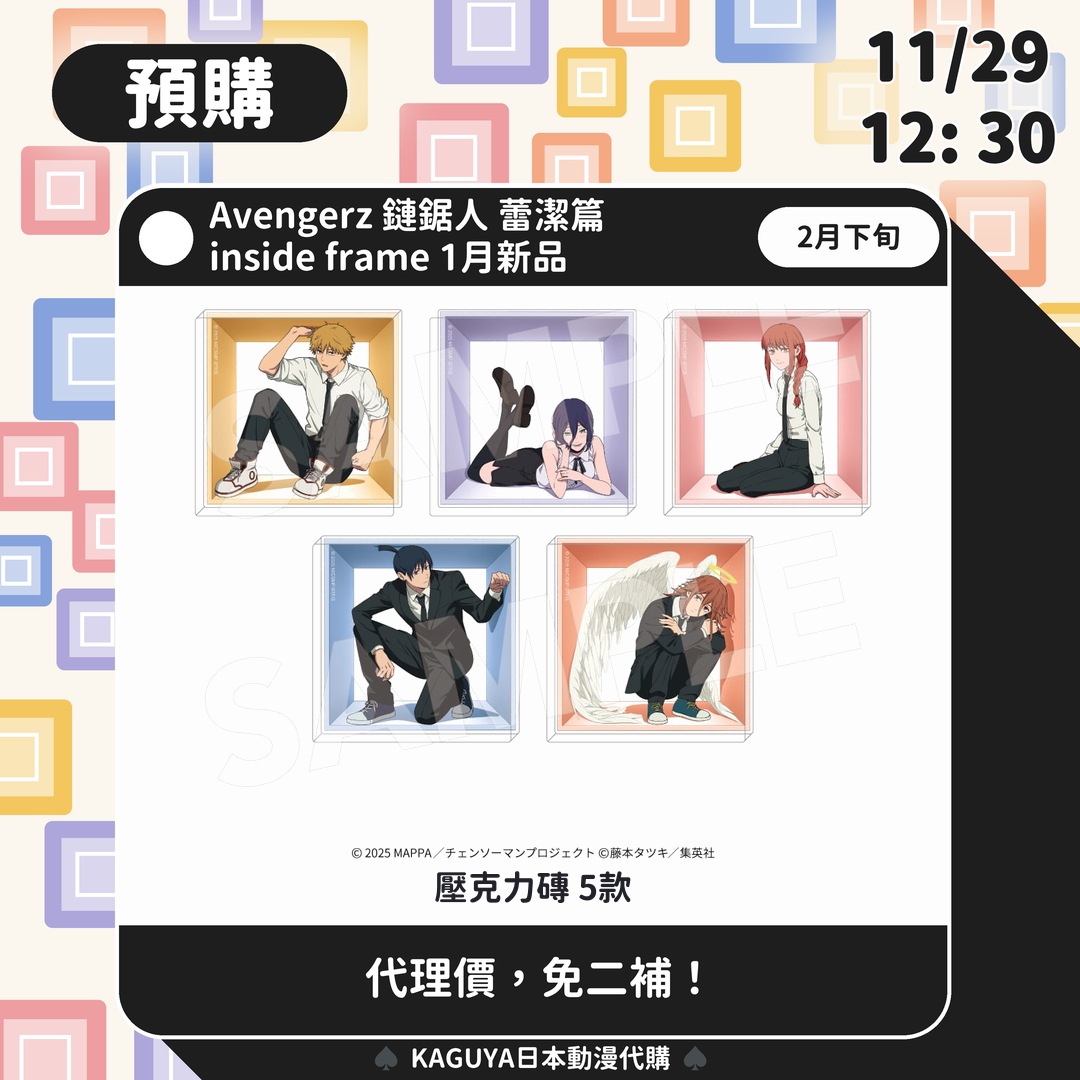 預購
11/29
12: 30
Avengerz 鏈鋸人 蕾潔篇
inside frame 1月新品
2月下旬
SAMPLE
SAMPLE
© 2025 MAPPA／チェンソーマンプロジェクト ©藤本タツキ／集英社
壓克力磚 5款
代理價，免二補！
♠ KAGUYA日本動漫代購 ♠